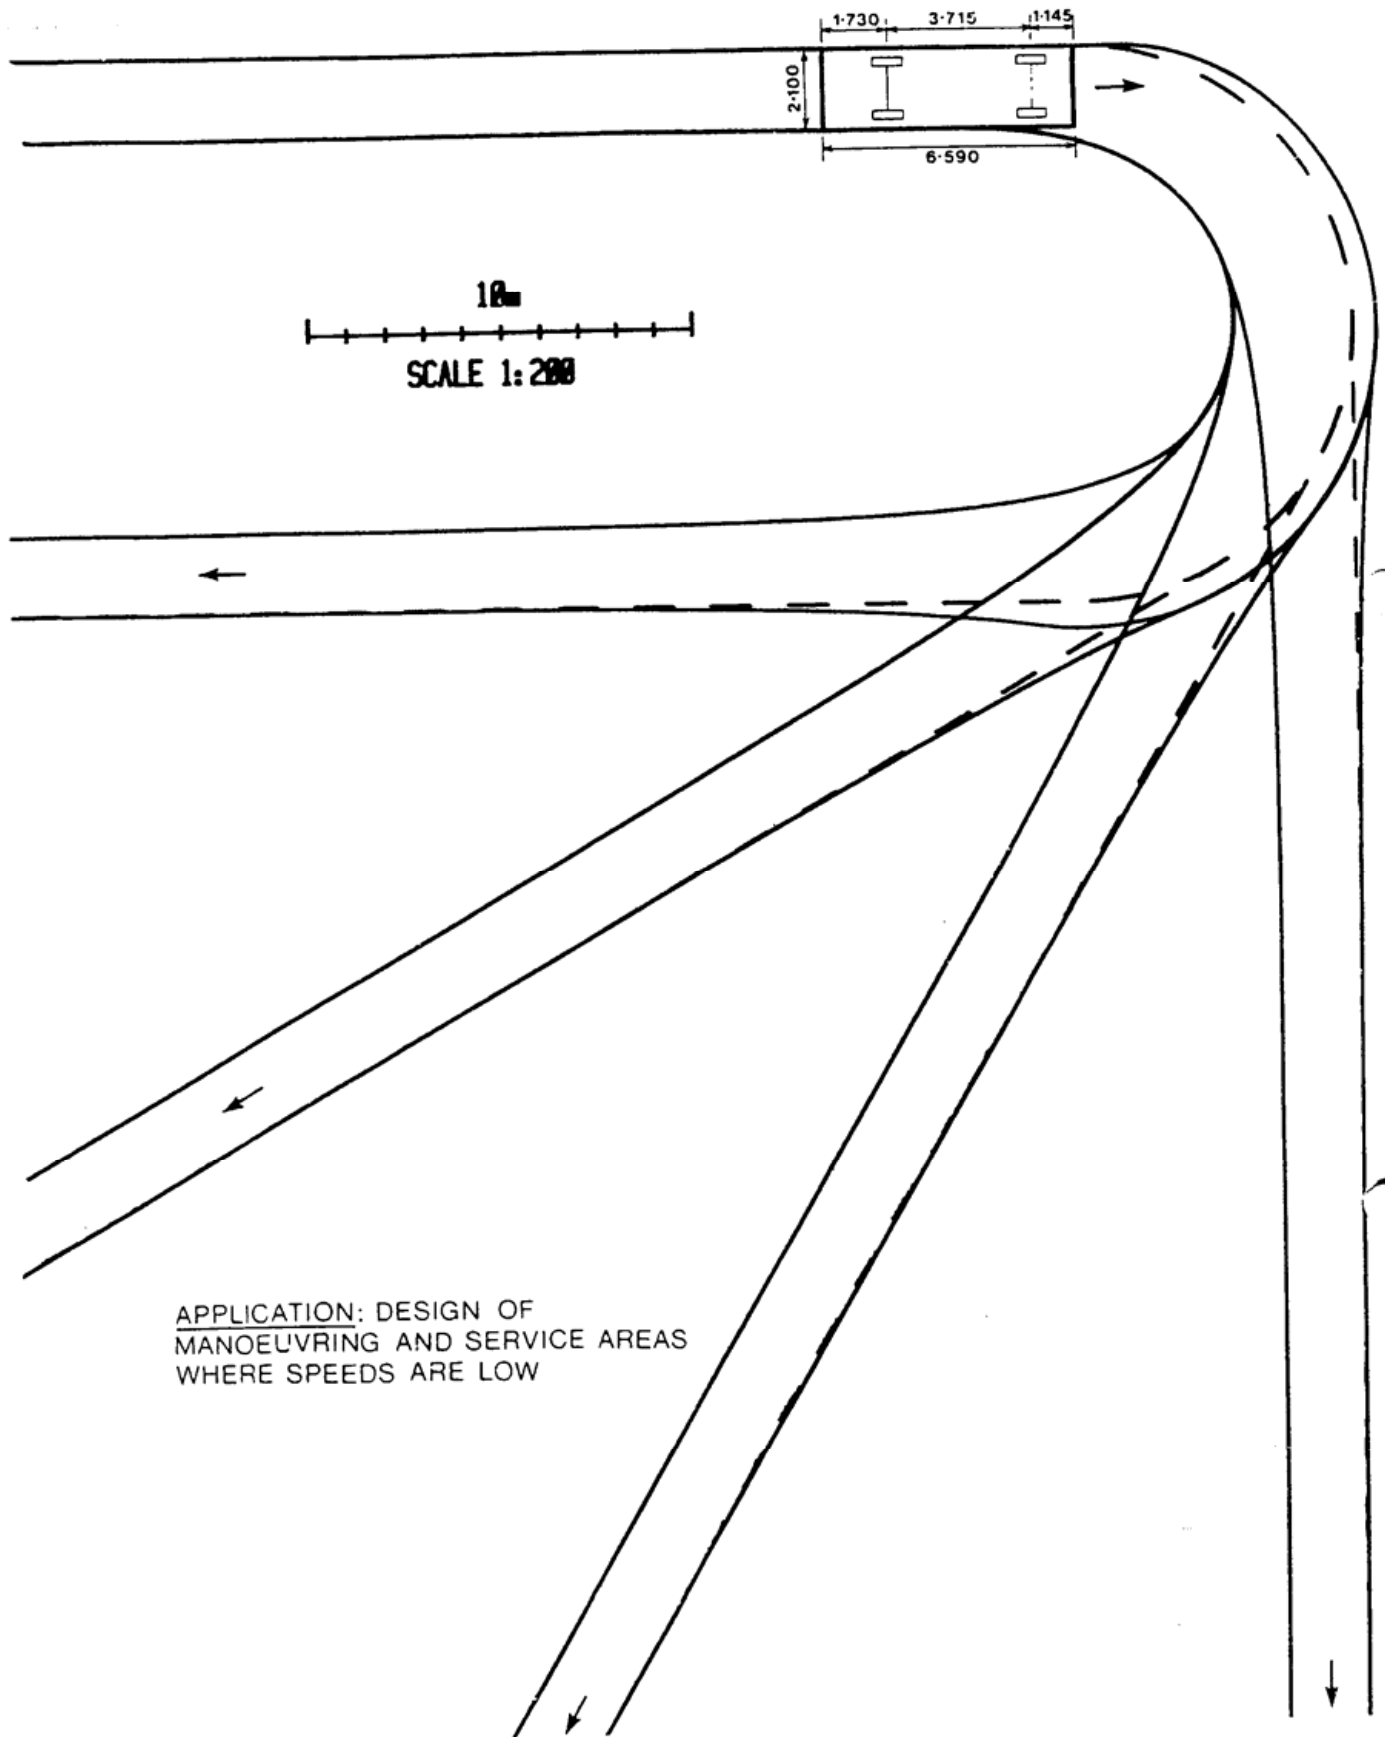 1·730 3·715 1·145
2·100
6·590
10m
SCALE 1:200
APPLICATION: DESIGN OF
MANOEUVRING AND SERVICE AREAS
WHERE SPEEDS ARE LOW